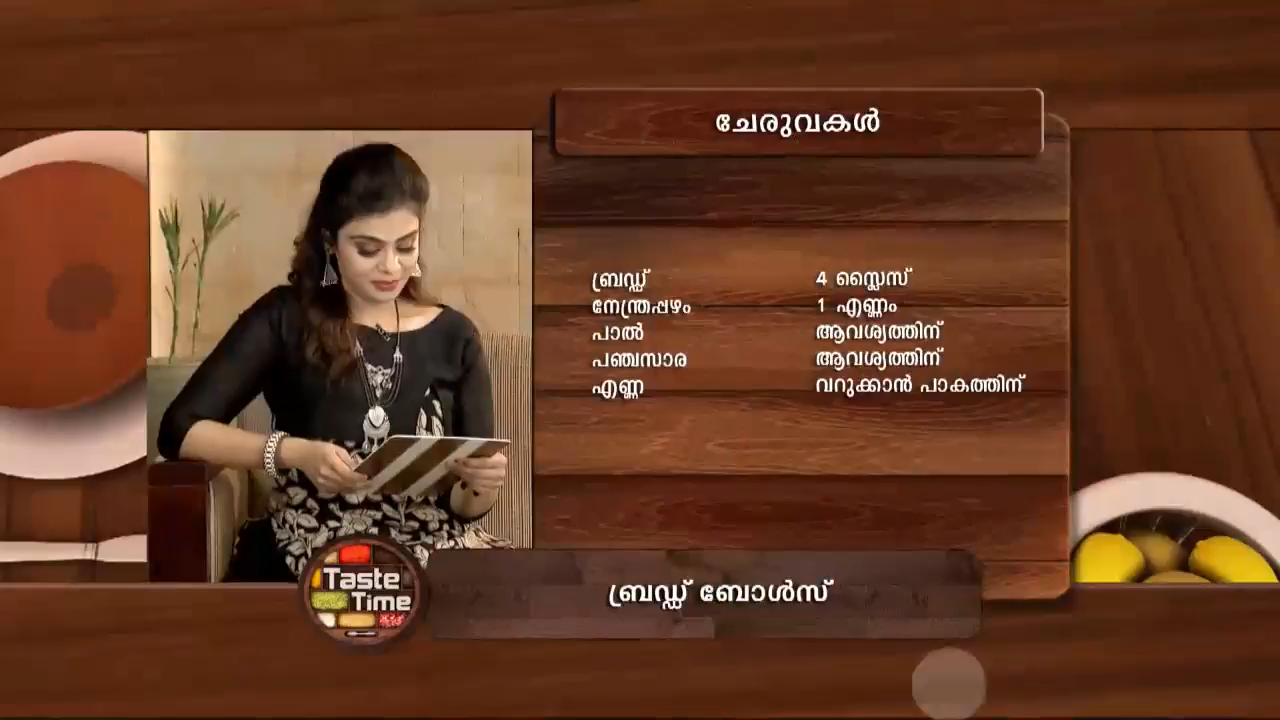 ചേരുവകൾ
ബ്രഡ്ഡ് 4 സ്ലൈസ്
നേന്ത്രപ്പഴം 1 എണ്ണം
പാൽ ആവശ്യത്തിന്
പഞ്ചസാര ആവശ്യത്തിന്
എണ്ണ വറുക്കാൻ പാകത്തിന്
Taste
Time
ബ്രഡ്ഡ് ബോൾസ്